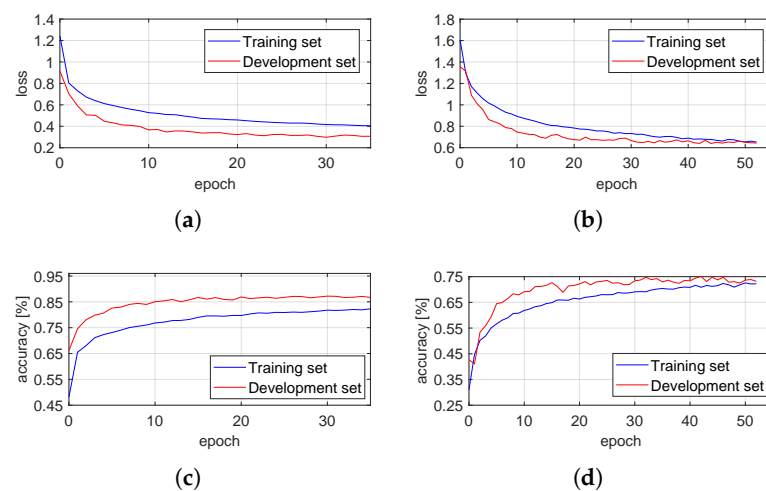 1.4
1.2
1
0.8
0.6
0.4
0.2
loss
0
10
20
30
epoch
Training set
Development set
(a)
1.8
1.6
1.4
1.2
1
0.8
0.6
loss
0
10
20
30
40
50
epoch
Training set
Development set
(b)
0.95
0.85
0.75
0.65
0.55
0.45
accuracy [%]
0
10
20
30
epoch
Training set
Development set
(c)
0.75
0.65
0.55
0.45
0.35
0.25
accuracy [%]
0
10
20
30
40
50
epoch
Training set
Development set
(d)